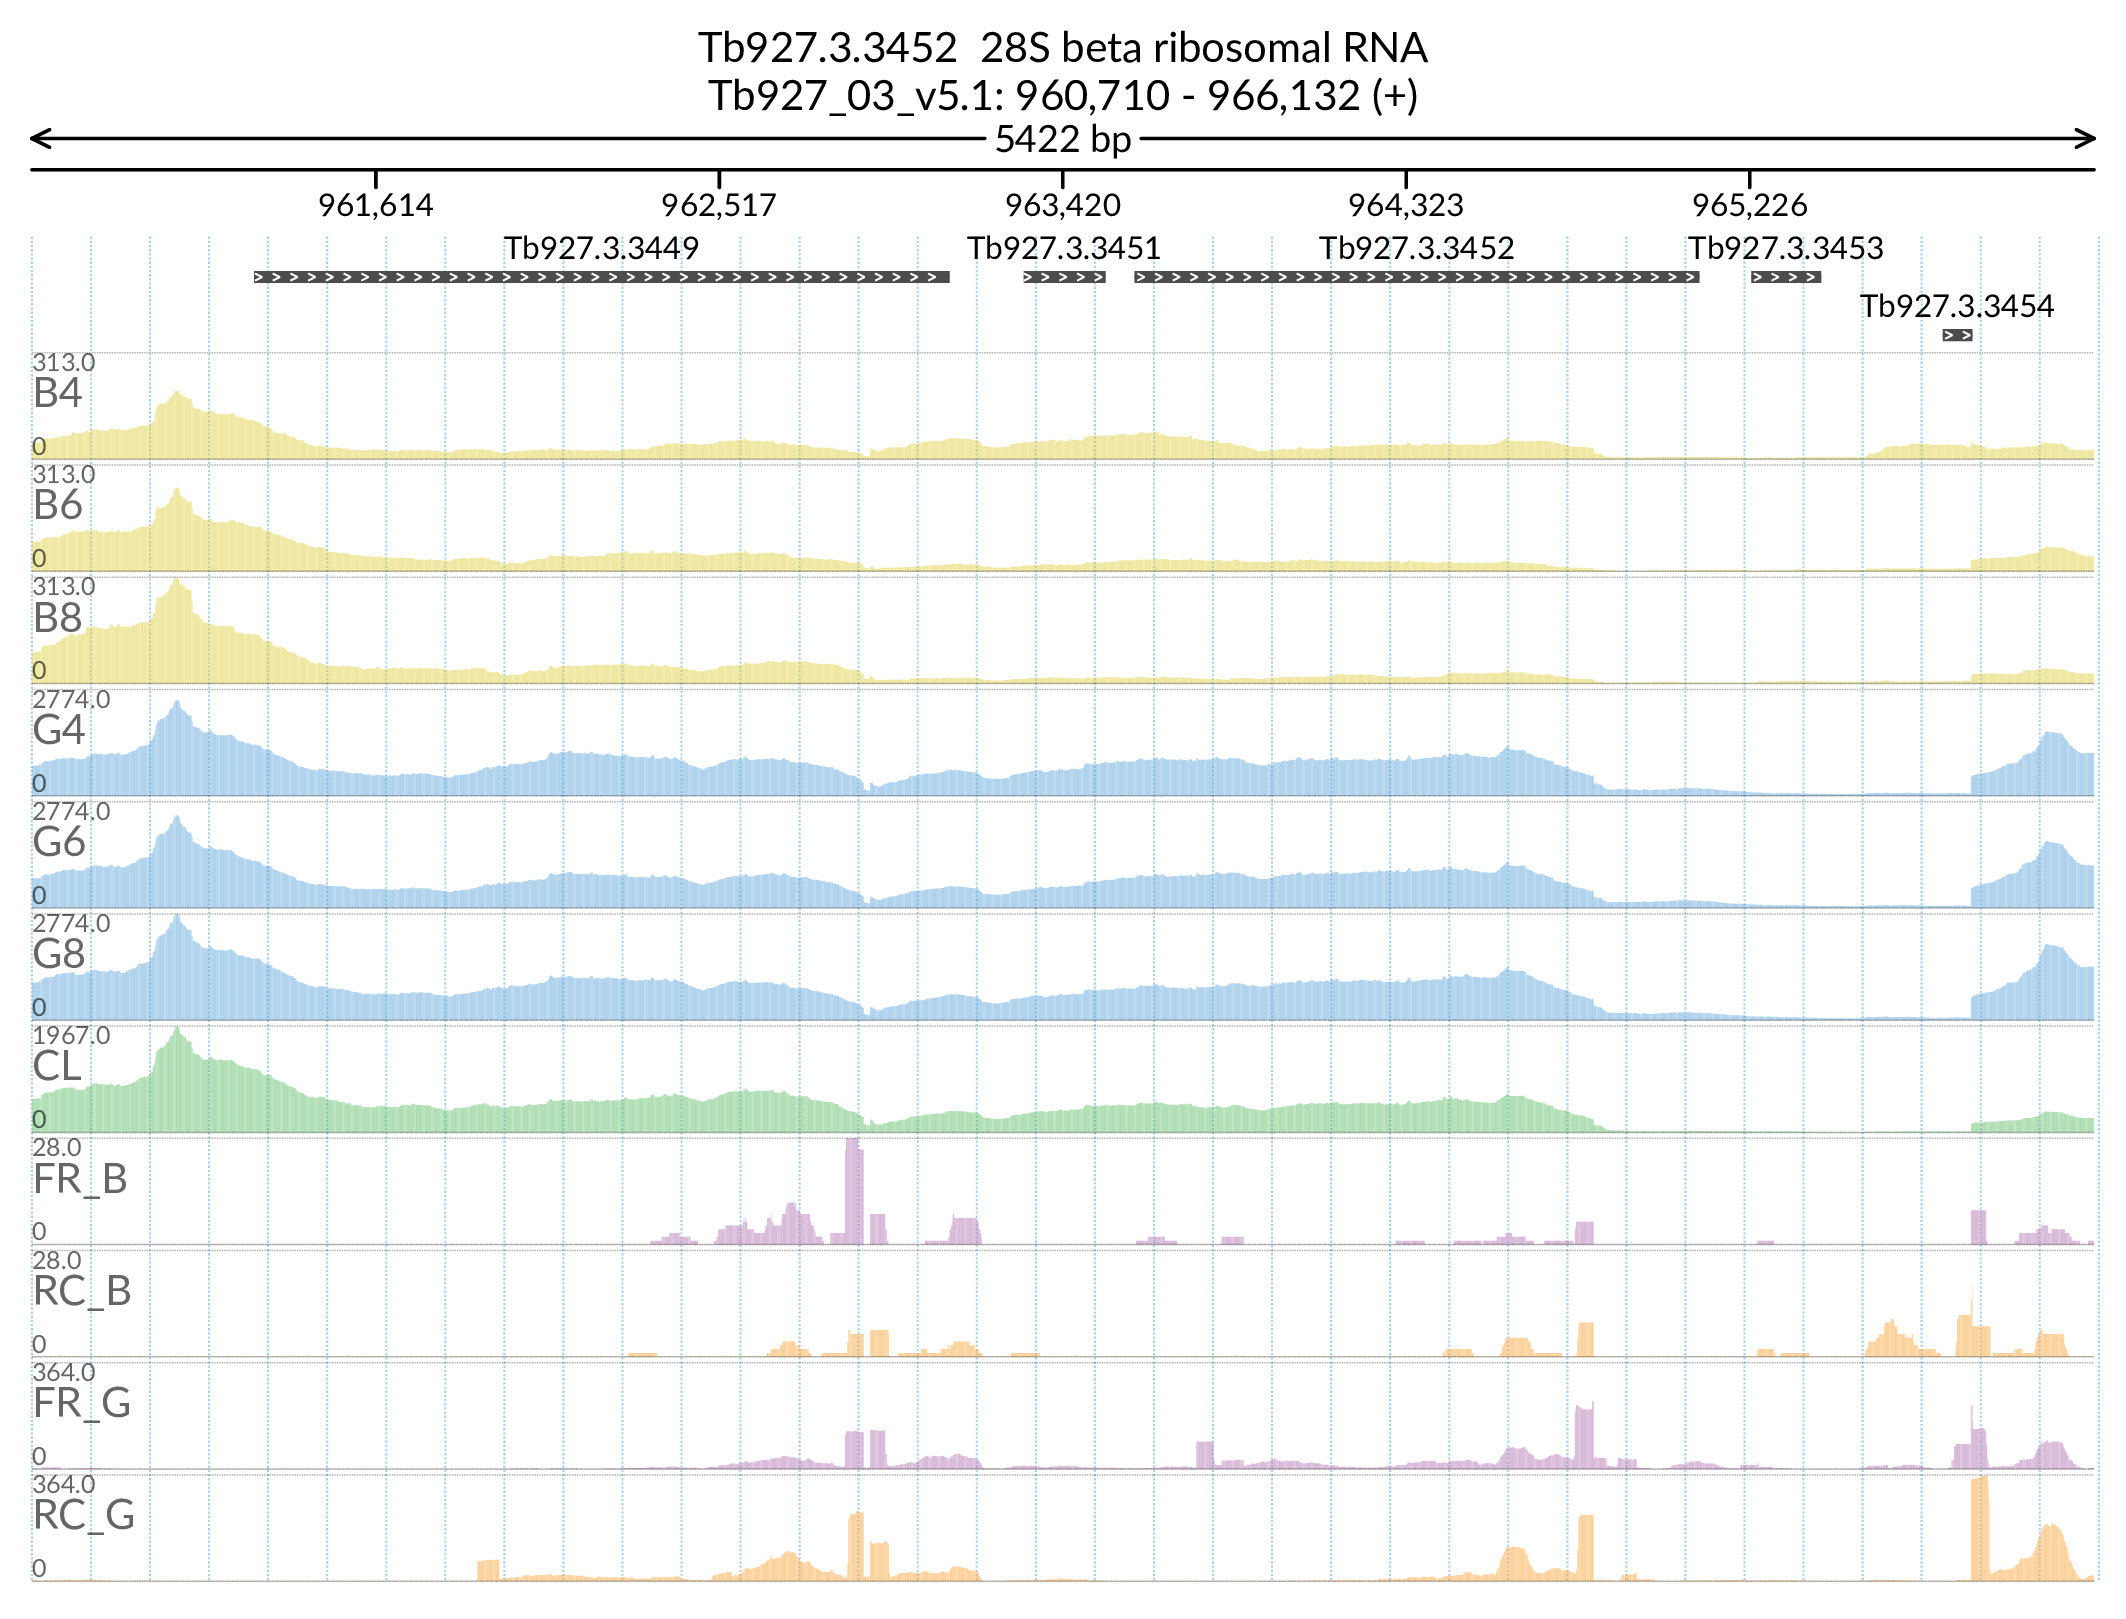 Tb927.3.3452  28S beta ribosomal RNA
Tb927_03_v5.1: 960,710 - 966,132 (+)
5422 bp
961,614 962,517 963,420 964,323 965,226
Tb927.3.3449 Tb927.3.3451 Tb927.3.3452 Tb927.3.3453
Tb927.3.3454
313.0
B4
0
313.0
B6
0
313.0
B8
0
2774.0
G4
0
2774.0
G6
0
2774.0
G8
0
1967.0
CL
0
28.0
FR_B
0
28.0
RC_B
0
364.0
FR_G
0
364.0
RC_G
0